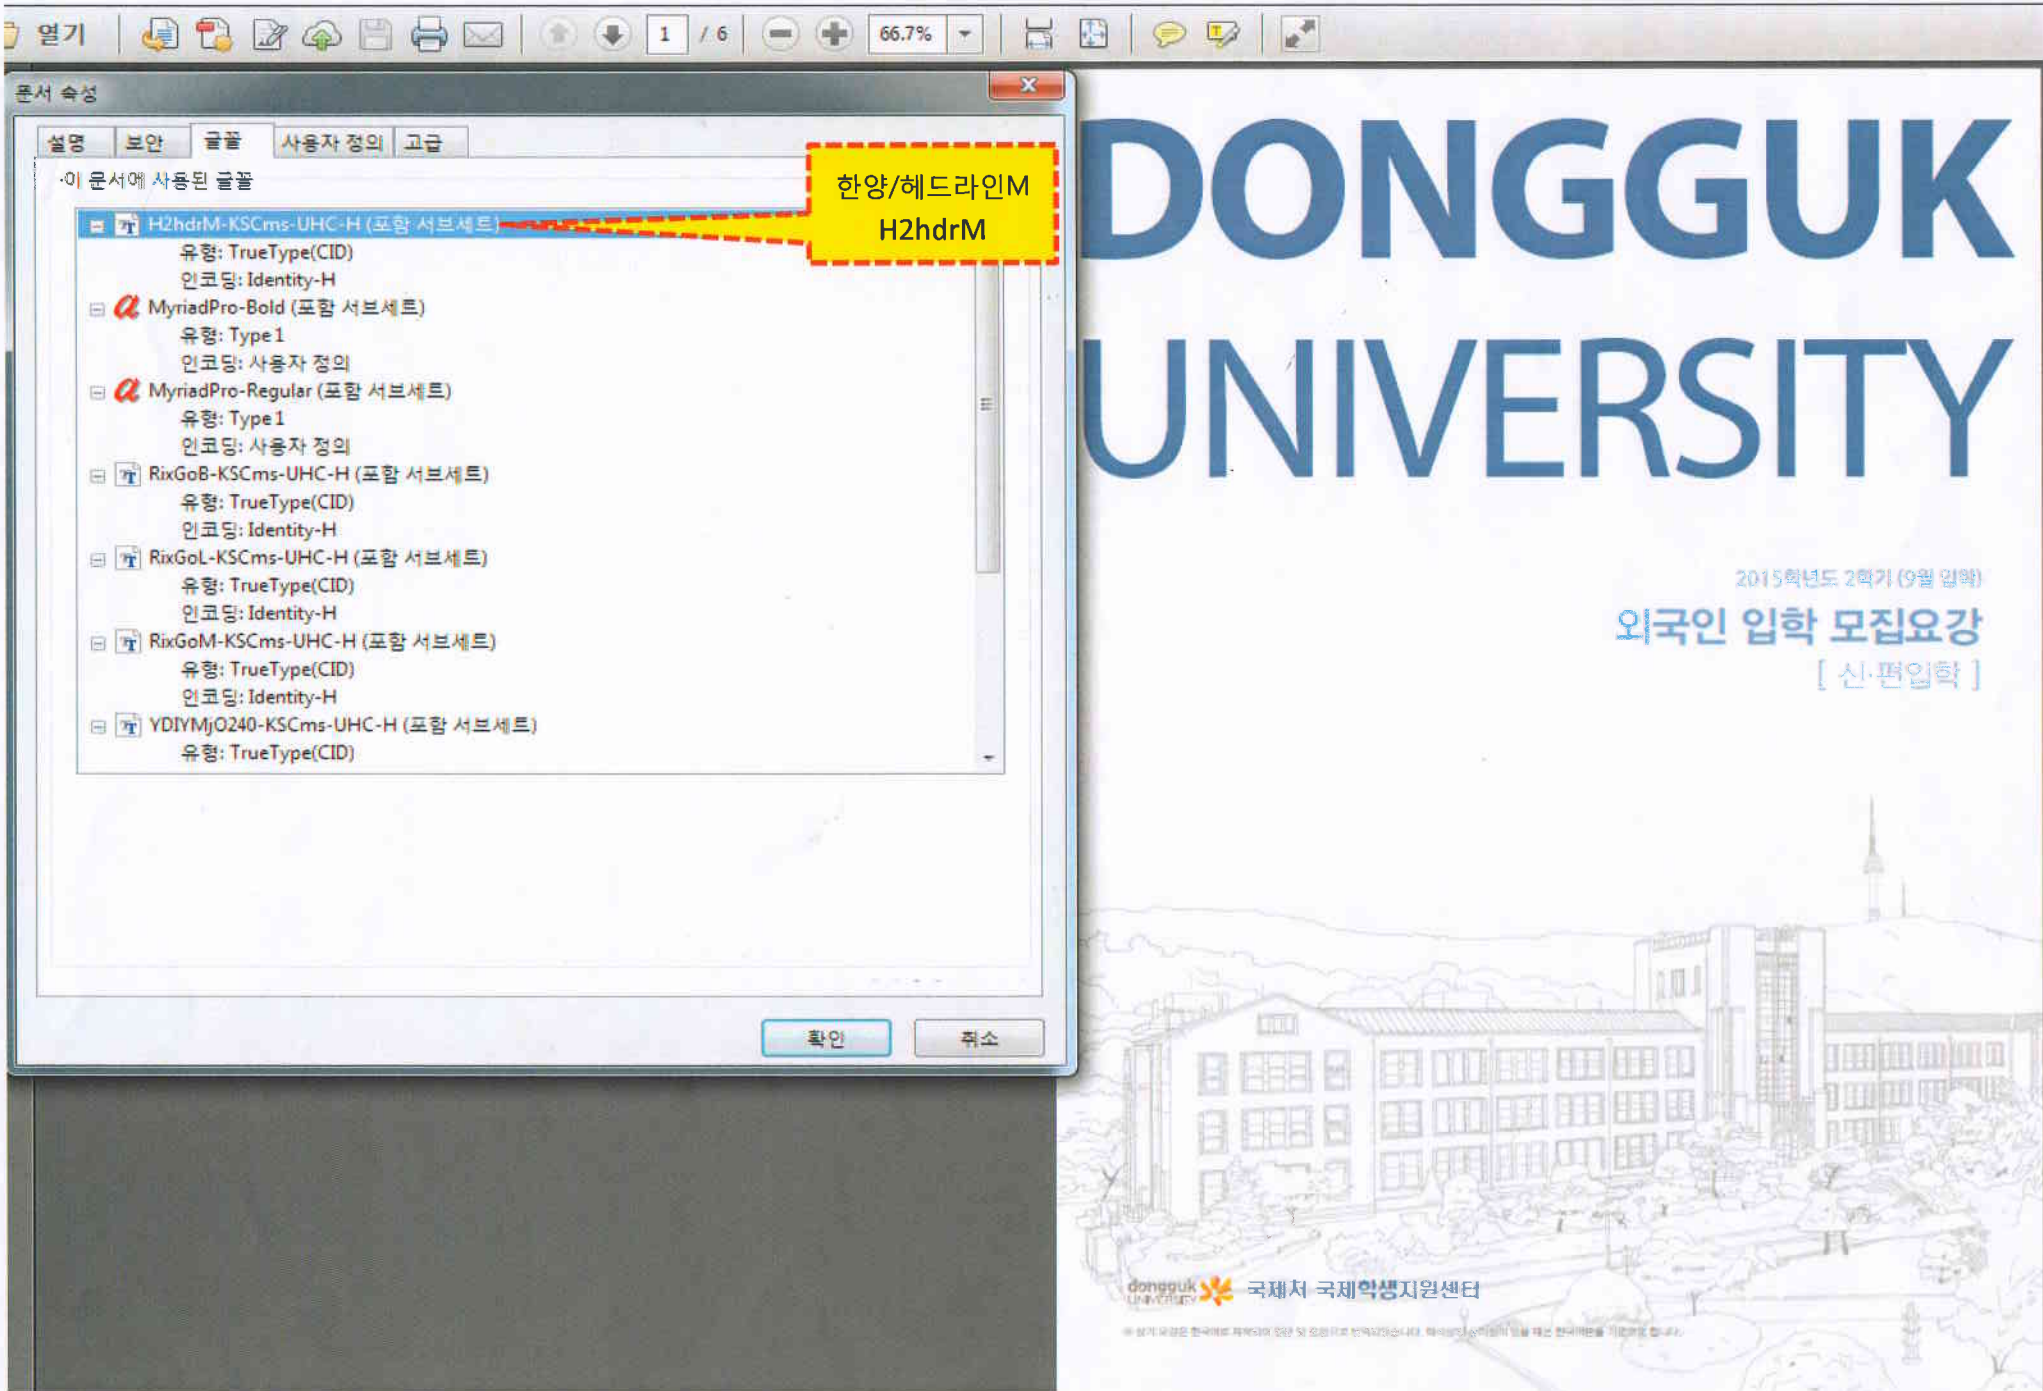 열기
1 / 6
66.7%
문서 속성
설명 보안 글꼴 사용자 정의 고급
이 문서에 사용된 글꼴
H2hdrM-KSCms-UHC-H (포함 서브세트)
유형: TrueType(CID)
인코딩: Identity-H
MyriadPro-Bold (포함 서브세트)
유형: Type 1
인코딩: 사용자 정의
MyriadPro-Regular (포함 서브세트)
유형: Type 1
인코딩: 사용자 정의
RixGoB-KSCms-UHC-H (포함 서브세트)
유형: TrueType(CID)
인코딩: Identity-H
RixGoL-KSCms-UHC-H (포함 서브세트)
유형: TrueType(CID)
인코딩: Identity-H
RixGoM-KSCms-UHC-H (포함 서브세트)
유형: TrueType(CID)
인코딩: Identity-H
YDIYMjO240-KSCms-UHC-H (포함 서브세트)
유형: TrueType(CID)
한양/헤드라인M
H2hdrM
확인 취소
DONGGUK
UNIVERSITY
2015학년도 2학기 (9월 입학)
외국인 입학 모집요강
[ 신·편입학 ]
dongguk
UNIVERSITY
국제처 국제학생지원센터